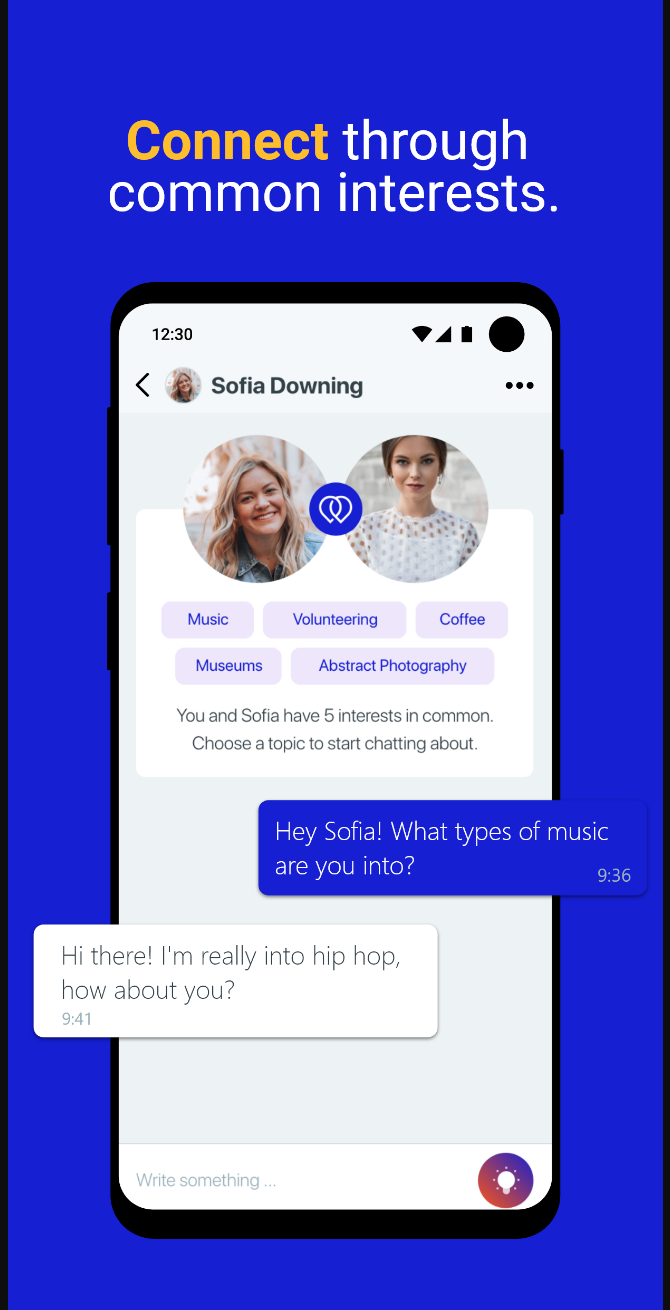 Connect through
common interests.
12:30
Sofia Downing
Music Volunteering Coffee
Museums Abstract Photography
You and Sofia have 5 interests in common.
Choose a topic to start chatting about.
Hey Sofia! What types of music
are you into?
9:36
Hi there! I'm really into hip hop,
how about you?
9:41
Write something ...